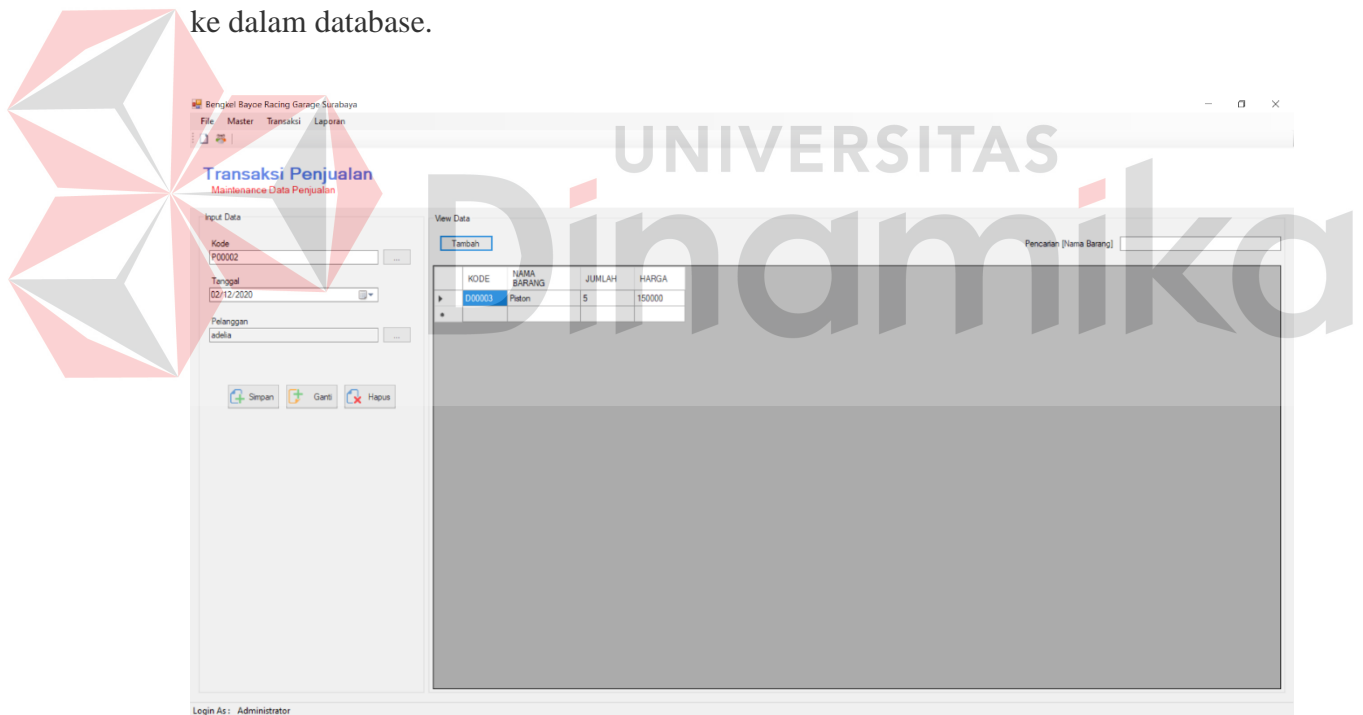 ke dalam database.
Bengkel Bayoe Racing Garage Surabaya
File Master Transaksi Laporan
UNIVERSITAS
Dinamika
Transaksi Penjualan
Maintenance Data Penjualan
Input Data
Kode
P00002
...
Tanggal
02/12/2020
Pelanggan
adelia
...
Simpan Ganti Hapus
View Data
Tambah
Pencarian [Nama Barang]
KODE NAMA BARANG JUMLAH HARGA
D00003 Piston 5 150000
Login As : Administrator